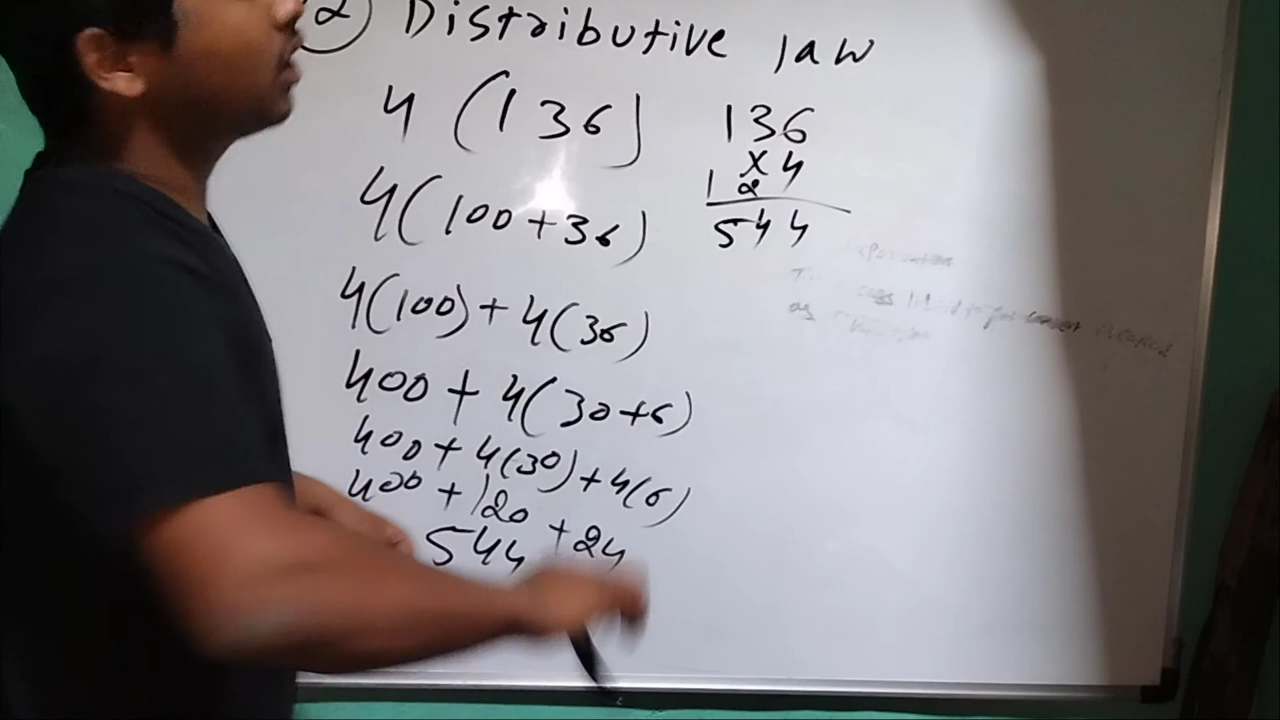 2 Distributive law
4 (136)
4(100+36)
4(100)+4(36)
400 + 4(30+6)
400 + 4(30)+4(6)
400 + 120 + 24
544
136
x4
12
544
as